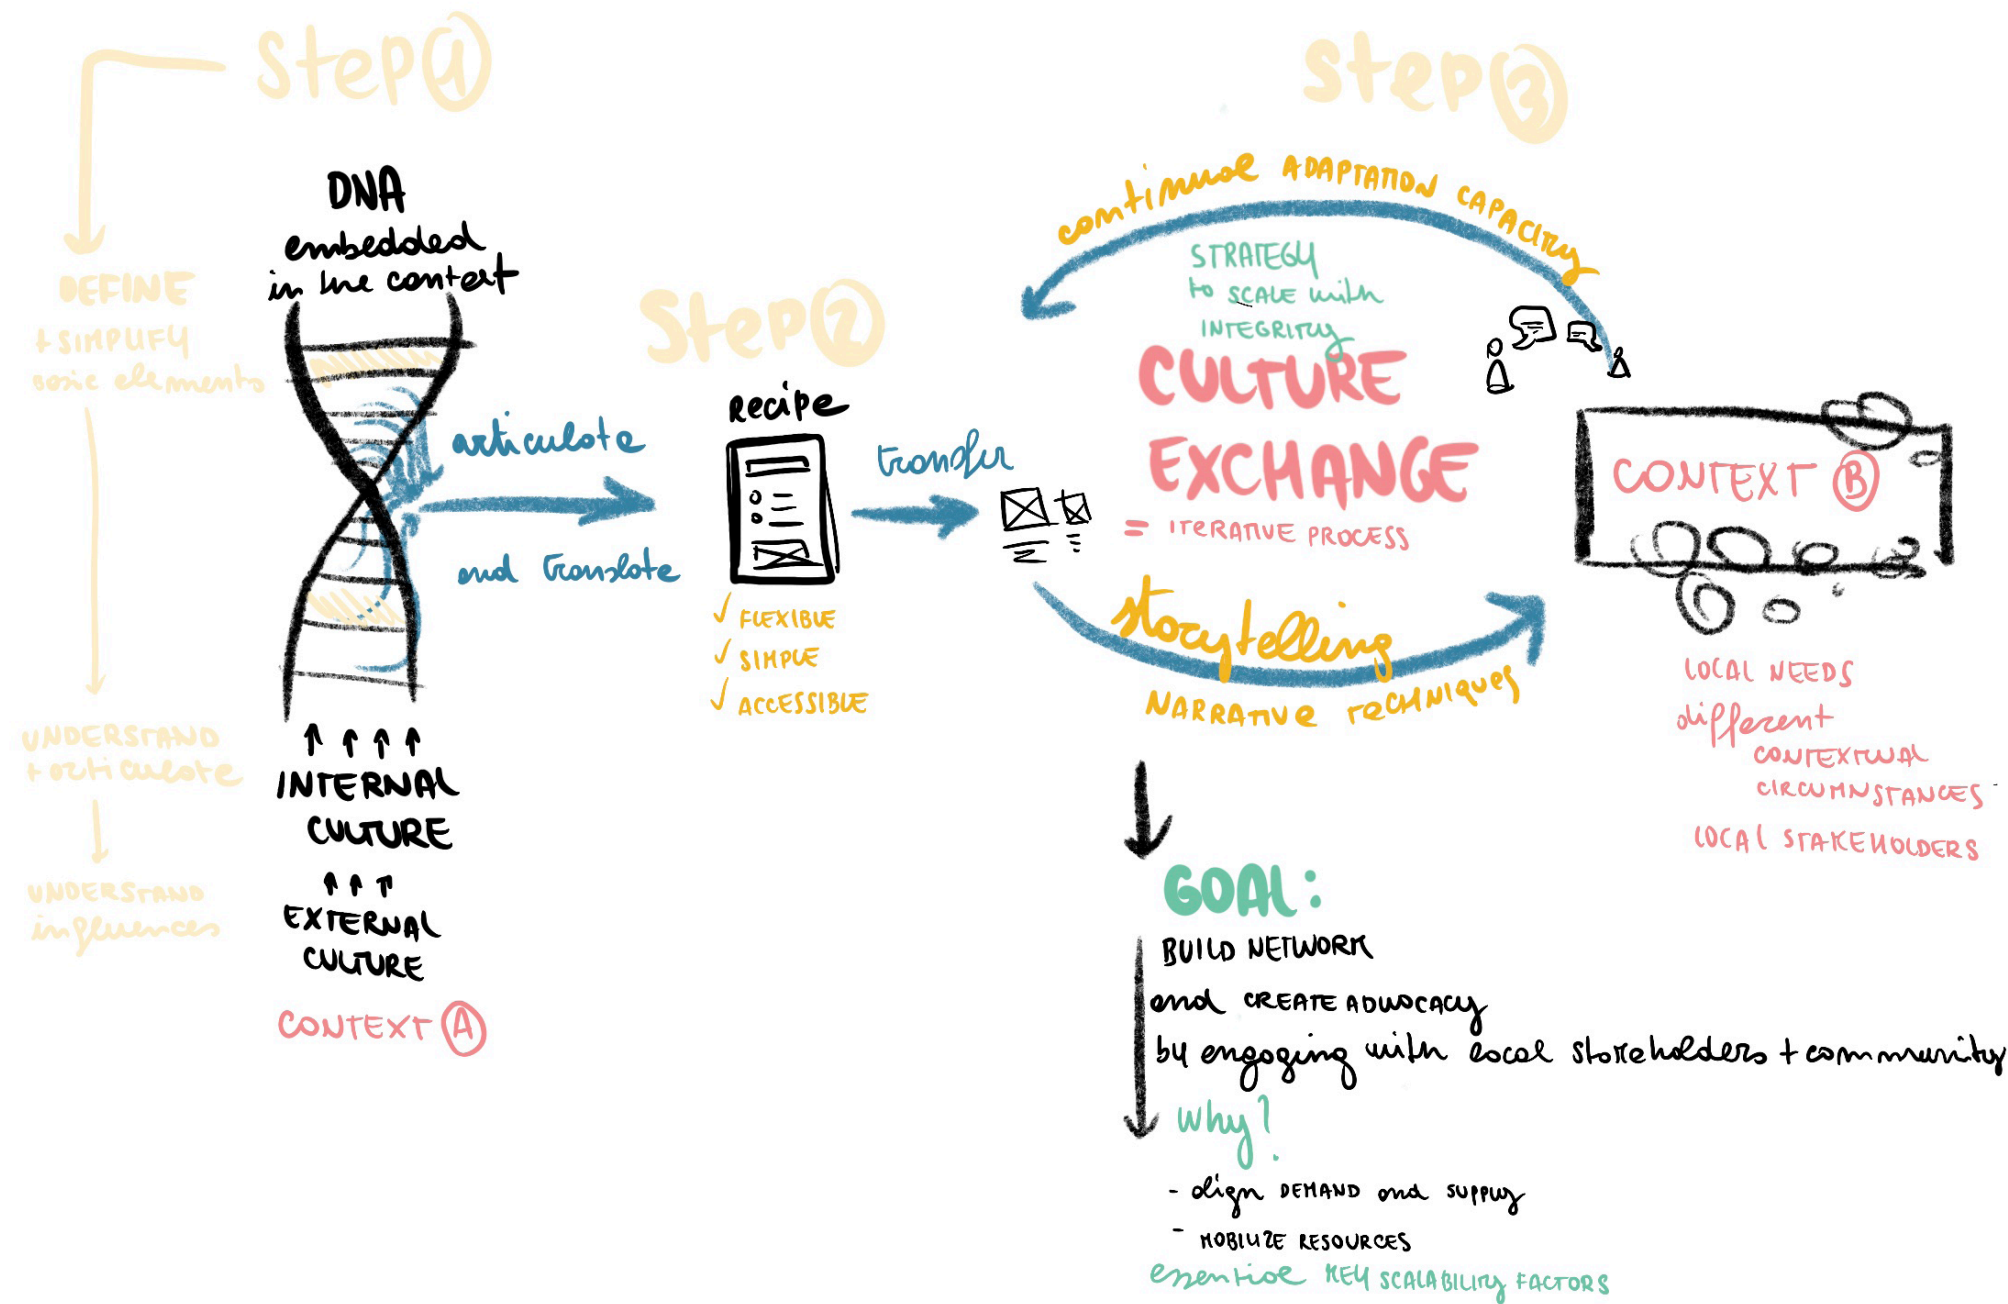 Step 1
DEFINE
+ SIMPLIFY
basic elements
UNDERSTAND
+ articulate
UNDERSTAND
influences
DNA
embedded
in the context
INTERNAL
CULTURE
EXTERNAL
CULTURE
CONTEXT A
articulate
and translate
Step 2
Recipe
✓ FLEXIBLE
✓ SIMPLE
✓ ACCESSIBLE
transfer
Step 3
continual ADAPTATION CAPACITY
STRATEGY
to SCALE with
INTEGRITY
CULTURE
EXCHANGE
= ITERATIVE PROCESS
storytelling
NARRATIVE TECHNIQUES
CONTEXT B
LOCAL NEEDS
different
CONTEXTUAL
CIRCUMNSTANCES
LOCAL STAKEHOLDERS
GOAL:
BUILD NETWORK
and CREATE ADVOCACY
by engaging with local stakeholders + community
Why?
- align DEMAND and SUPPLY
- MOBILIZE RESOURCES
essential KEY SCALABILITY FACTORS